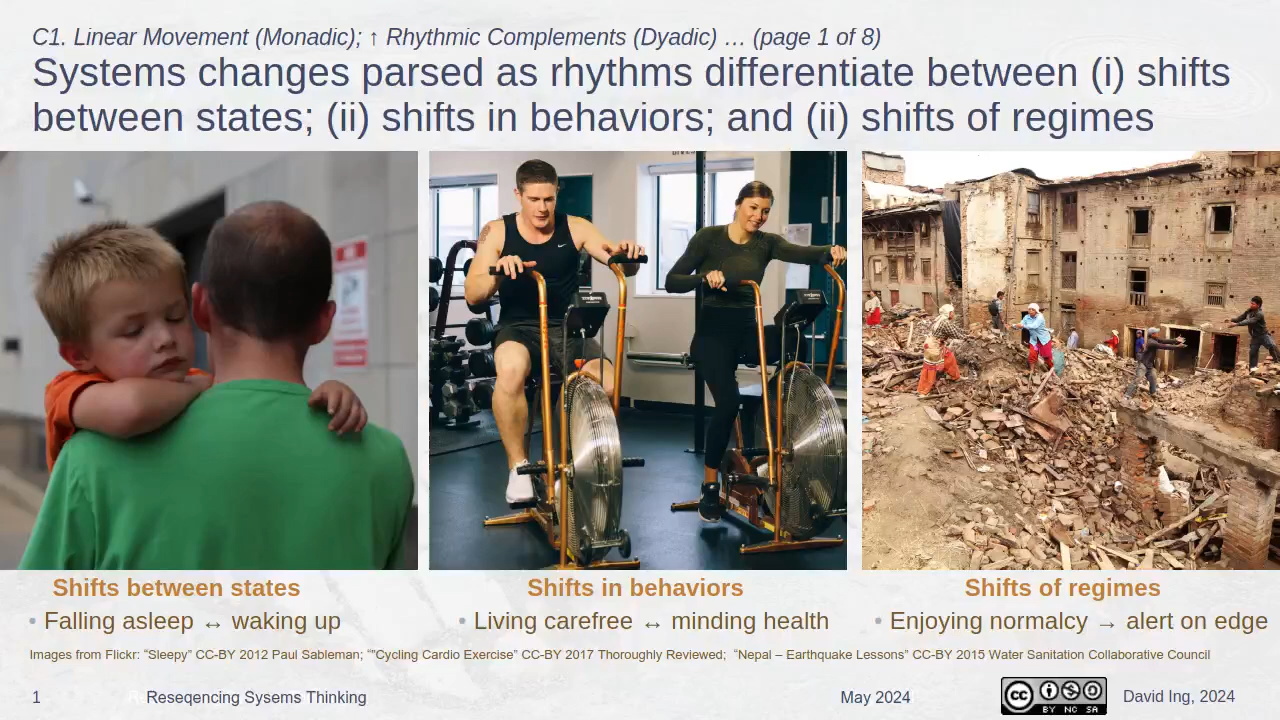 C1. Linear Movement (Monadic); ↑ Rhythmic Complements (Dyadic) … (page 1 of 8)
Systems changes parsed as rhythms differentiate between (i) shifts
between states; (ii) shifts in behaviors; and (ii) shifts of regimes
Shifts between states
• Falling asleep ↔ waking up
Shifts in behaviors
• Living carefree ↔ minding health
Shifts of regimes
• Enjoying normalcy → alert on edge
Images from Flickr: “Sleepy” CC-BY 2012 Paul Sableman; “”Cycling Cardio Exercise” CC-BY 2017 Thoroughly Reviewed; “Nepal – Earthquake Lessons” CC-BY 2015 Water Sanitation Collaborative Council
1 Reseqencing Sysems Thinking May 2024 David Ing, 2024
cc BY NC SA